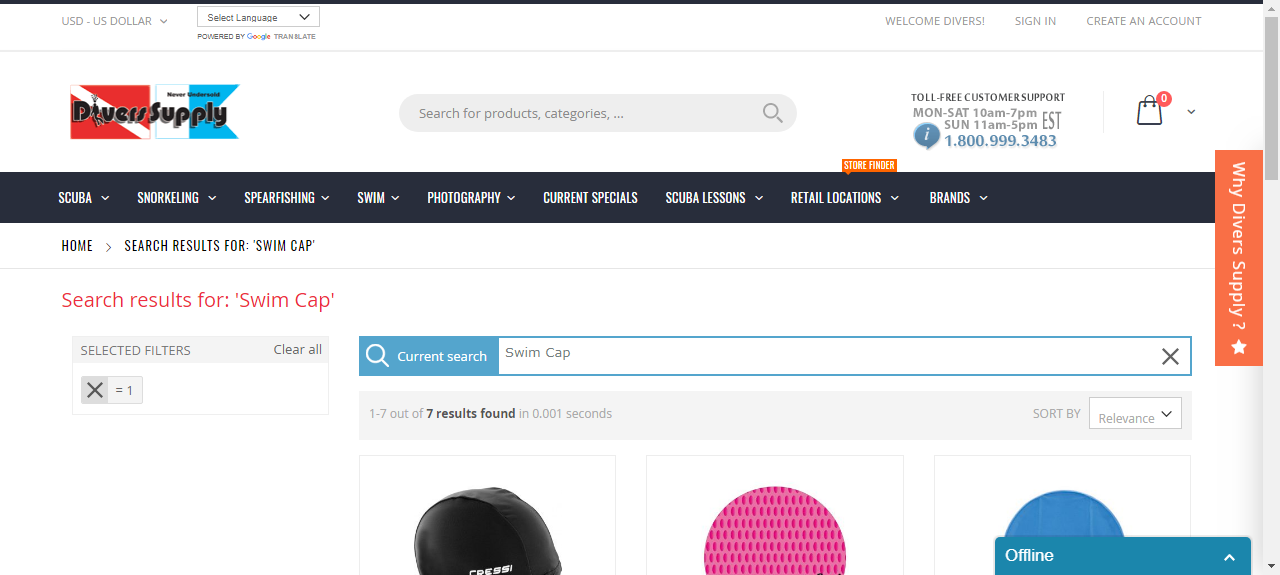 USD - US DOLLAR
Select Language
POWERED BY Google TRANSLATE
WELCOME DIVERS!
SIGN IN
CREATE AN ACCOUNT
Never Undersold
Divers Supply
Search for products, categories, ...
TOLL-FREE CUSTOMER SUPPORT
MON-SAT 10am-7pm
SUN 11am-5pm
EST
i
1.800.999.3483
0
STORE FINDER
SCUBA
SNORKELING
SPEARFISHING
SWIM
PHOTOGRAPHY
CURRENT SPECIALS
SCUBA LESSONS
RETAIL LOCATIONS
BRANDS
Why Divers Supply ?
HOME
SEARCH RESULTS FOR: 'SWIM CAP'
Search results for: 'Swim Cap'
SELECTED FILTERS
Clear all
= 1
Current search
Swim Cap
1-7 out of 7 results found in 0.001 seconds
SORT BY
Relevance
CRESSI
Offline